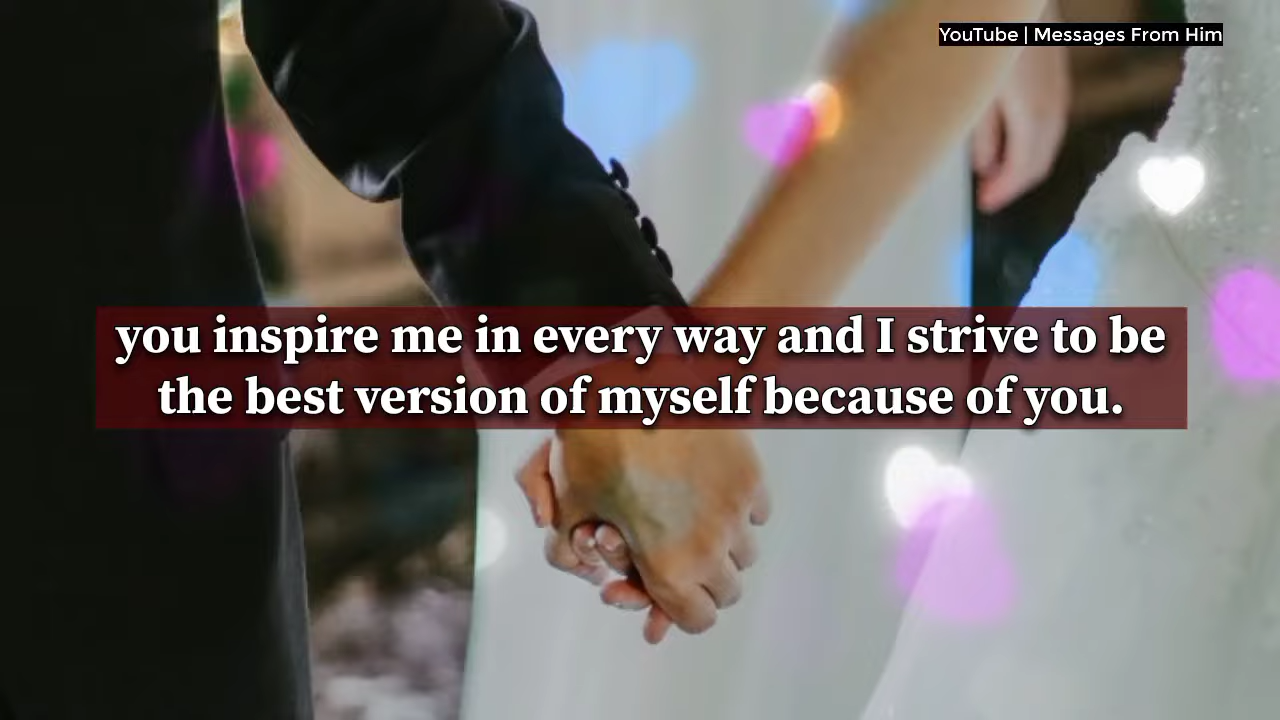 YouTube | Messages From Him
you inspire me in every way and I strive to be
the best version of myself because of you.